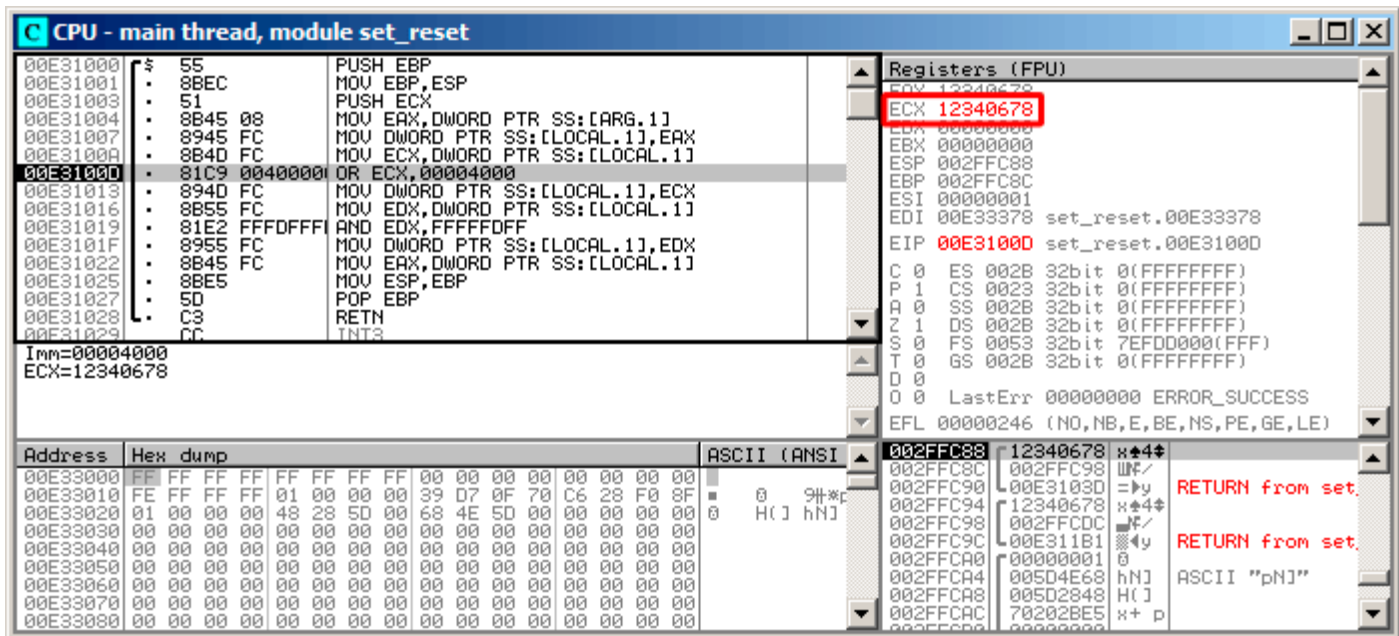 C CPU - main thread, module set_reset
00E31000 $ 55 PUSH EBP
00E31001 . 8BEC MOV EBP,ESP
00E31003 . 51 PUSH ECX
00E31004 . 8B45 08 MOV EAX,DWORD PTR SS:[ARG.1]
00E31007 . 8945 FC MOV DWORD PTR SS:[LOCAL.1],EAX
00E3100A . 8B4D FC MOV ECX,DWORD PTR SS:[LOCAL.1]
00E3100D . 81C9 0040000 OR ECX,00004000
00E31013 . 894D FC MOV DWORD PTR SS:[LOCAL.1],ECX
00E31016 . 8B55 FC MOV EDX,DWORD PTR SS:[LOCAL.1]
00E31019 . 81E2 FFFDFFF AND EDX,FFFFFDFF
00E3101F . 8955 FC MOV DWORD PTR SS:[LOCAL.1],EDX
00E31022 . 8B45 FC MOV EAX,DWORD PTR SS:[LOCAL.1]
00E31025 . 8BE5 MOV ESP,EBP
00E31027 . 5D POP EBP
00E31028 . C3 RETN
00E31029 CC INT3
Imm=00004000
ECX=12340678
Registers (FPU)
EAX 12340678
ECX 12340678
EDX 00000000
EBX 00000000
ESP 002FFC88
EBP 002FFC8C
ESI 00000001
EDI 00E33378 set_reset.00E33378
EIP 00E3100D set_reset.00E3100D
C 0 ES 002B 32bit 0(FFFFFFFF)
P 1 CS 0023 32bit 0(FFFFFFFF)
A 0 SS 002B 32bit 0(FFFFFFFF)
Z 1 DS 002B 32bit 0(FFFFFFFF)
S 0 FS 0053 32bit 7EFDD000(FFF)
T 0 GS 002B 32bit 0(FFFFFFFF)
D 0
O 0 LastErr 00000000 ERROR_SUCCESS
EFL 00000246 (NO,NB,E,BE,NS,PE,GE,LE)
Address Hex dump ASCII (ANSI
00E33000 FF FF FF FF FF FF FF FF 00 00 00 00 00 00 00 00
00E33010 FE FF FF FF 01 00 00 00 39 D7 0F 70 C6 28 F0 8F
00E33020 01 00 00 00 48 28 5D 00 68 4E 5D 00 00 00 00 00 H(] hN]
00E33030 00 00 00 00 00 00 00 00 00 00 00 00 00 00 00 00
00E33040 00 00 00 00 00 00 00 00 00 00 00 00 00 00 00 00
00E33050 00 00 00 00 00 00 00 00 00 00 00 00 00 00 00 00
00E33060 00 00 00 00 00 00 00 00 00 00 00 00 00 00 00 00
00E33070 00 00 00 00 00 00 00 00 00 00 00 00 00 00 00 00
00E33080 00 00 00 00 00 00 00 00 00 00 00 00 00 00 00 00
002FFC88 12340678 x♠4↕
002FFC8C 002FFC98
002FFC90 00E3103D =►y RETURN from set_
002FFC94 12340678 x♠4↕
002FFC98 002FFCDC
002FFC9C 00E311B1 ▒◄y RETURN from set_
002FFCA0 00000001
002FFCA4 005D4E68 hN] ASCII "pN]"
002FFCA8 005D2848 H(]
002FFCAC 70202BE5 x+ p